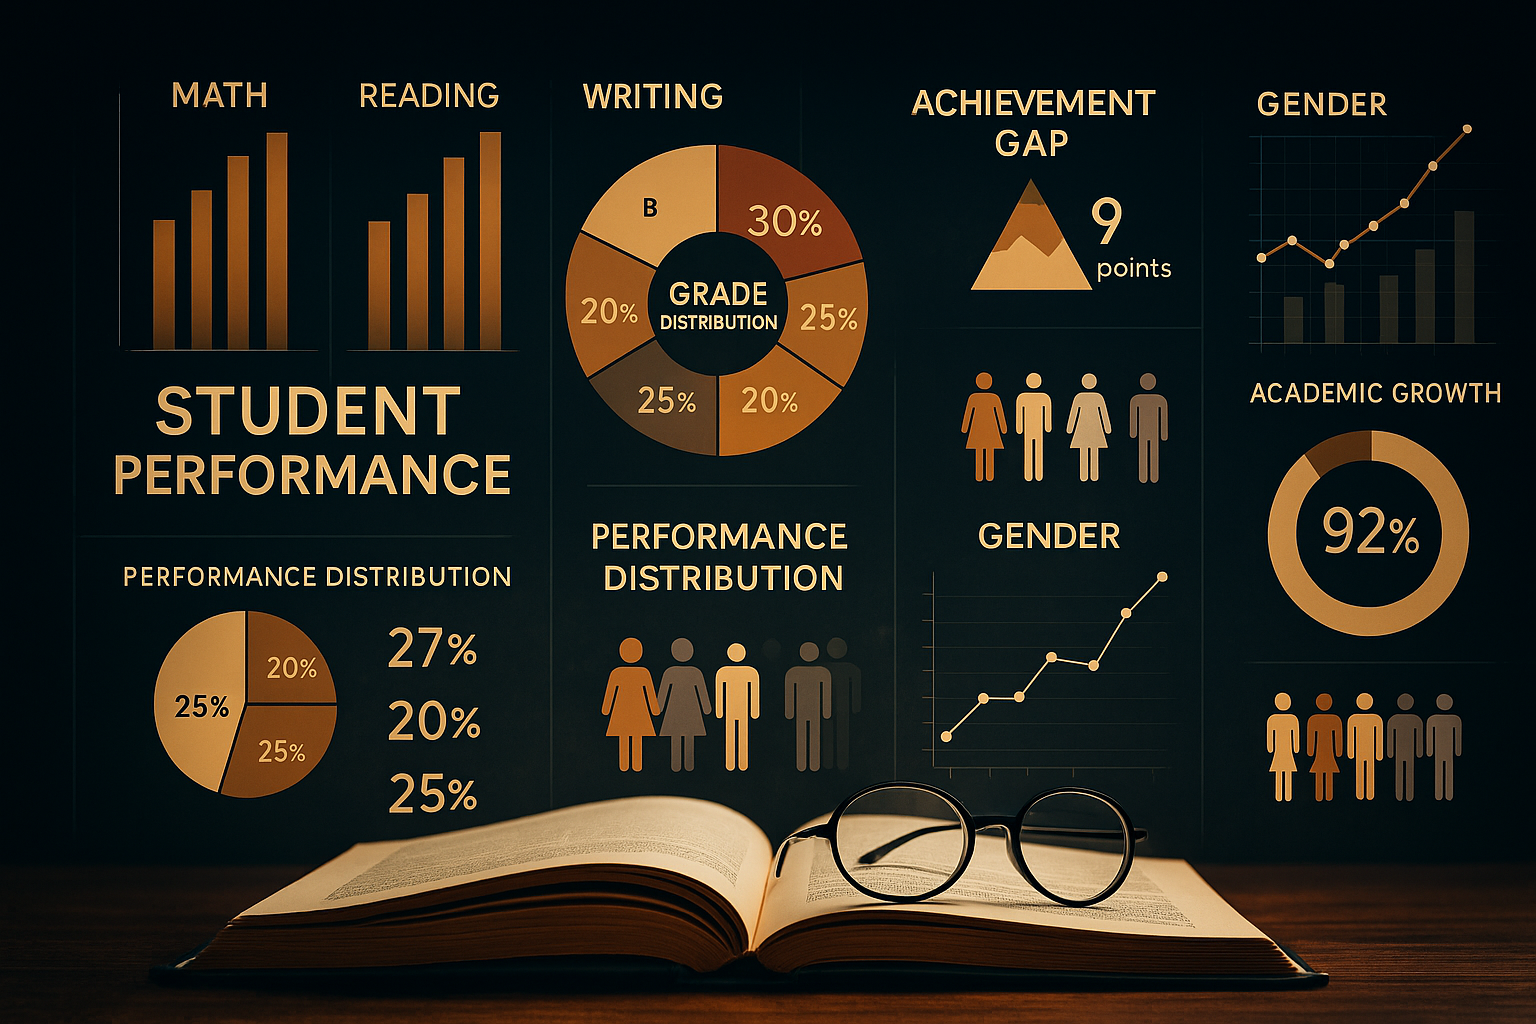 MATH
READING
STUDENT
PERFORMANCE
PERFORMANCE DISTRIBUTION
20%
25%
25%
27%
20%
25%
WRITING
B
30%
20%
GRADE
DISTRIBUTION
25%
25%
20%
PERFORMANCE
DISTRIBUTION
ACHIEVEMENT
GAP
9
points
GENDER
GENDER
ACADEMIC GROWTH
92%